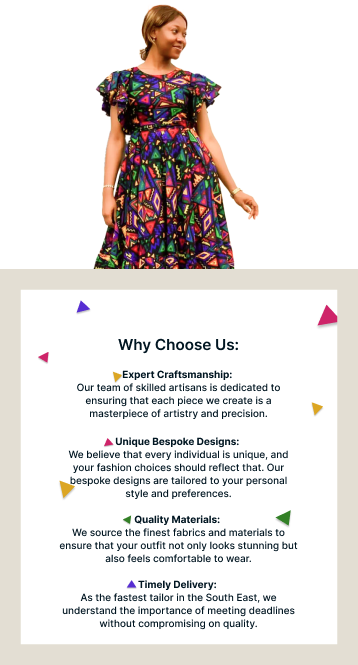 Why Choose Us:
Expert Craftsmanship:
Our team of skilled artisans is dedicated to
ensuring that each piece we create is a
masterpiece of artistry and precision.
Unique Bespoke Designs:
We believe that every individual is unique, and
your fashion choices should reflect that. Our
bespoke designs are tailored to your personal
style and preferences.
Quality Materials:
We source the finest fabrics and materials to
ensure that your outfit not only looks stunning but
also feels comfortable to wear.
Timely Delivery:
As the fastest tailor in the South East, we
understand the importance of meeting deadlines
without compromising on quality.